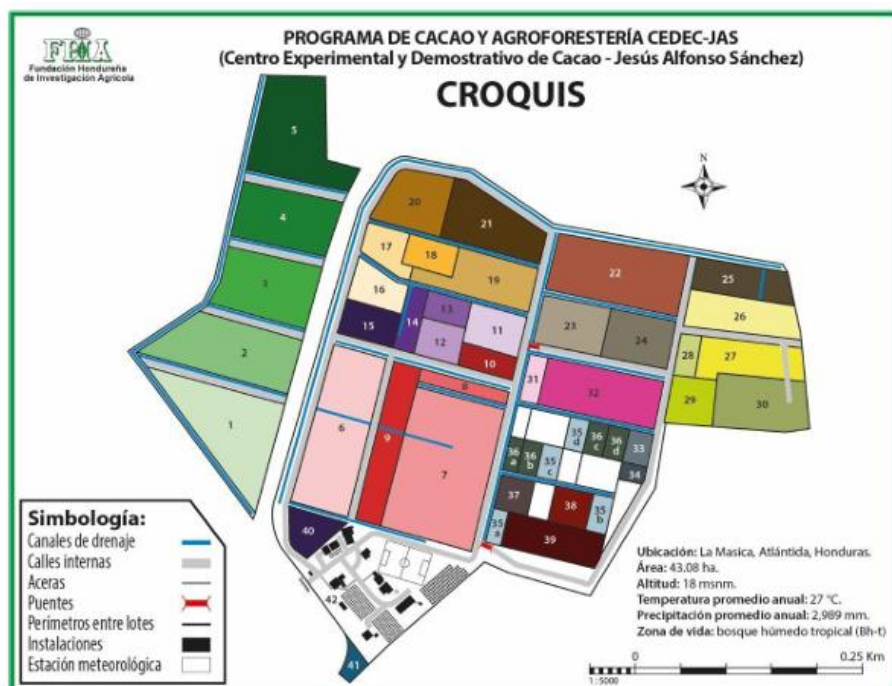 FHIA
Fundación Hondureña
de Investigación Agrícola
PROGRAMA DE CACAO Y AGROFORESTERÍA CEDEC-JAS
(Centro Experimental y Demostrativo de Cacao - Jesús Alfonso Sánchez)
CROQUIS
N
5
4
3
2
1
20
21
17
18
19
16
15
14
13
12
11
10
22
23
24
25
26
27
28
29
30
31
32
6
9
8
7
35 d
36 c
36 d
33
34
36 a
36 b
35 c
37
38
35 b
35 a
39
40
42
41
Simbología:
Canales de drenaje
Calles internas
Aceras
Puentes
Perímetros entre lotes
Instalaciones
Estación meteorológica
Ubicación: La Masica, Atlántida, Honduras.
Área: 43.08 ha.
Altitud: 18 msnm.
Temperatura promedio anual: 27 °C.
Precipitación promedio anual: 2,989 mm.
Zona de vida: bosque húmedo tropical (Bh-t)
0 0.25 Km
1:5000